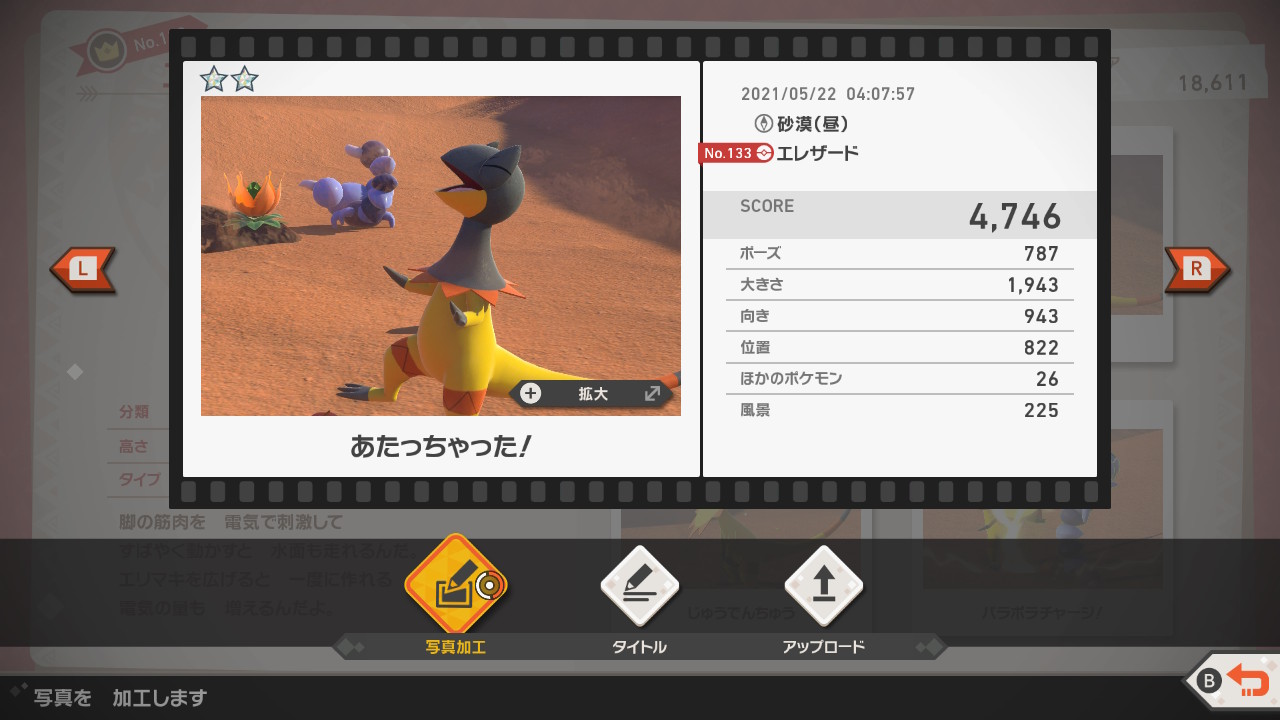 No.1
18,611
2021/05/22 04:07:57
砂漠(昼)
No.133 エレザード
SCORE 4,746
ポーズ 787
大きさ 1,943
向き 943
位置 822
ほかのポケモン 26
風景 225
L
R
+ 拡大
あたっちゃった!
分類
高さ
タイプ
脚の筋肉を 電気で刺激して
すばやく動かすと 水面も走れるんだ。
エリマキを広げると 一度に作れる
電気の量も 増えるんだよ。
じゅうでんちゅう
パラボラチャージ!
写真加工
タイトル
アップロード
B
写真を 加工します